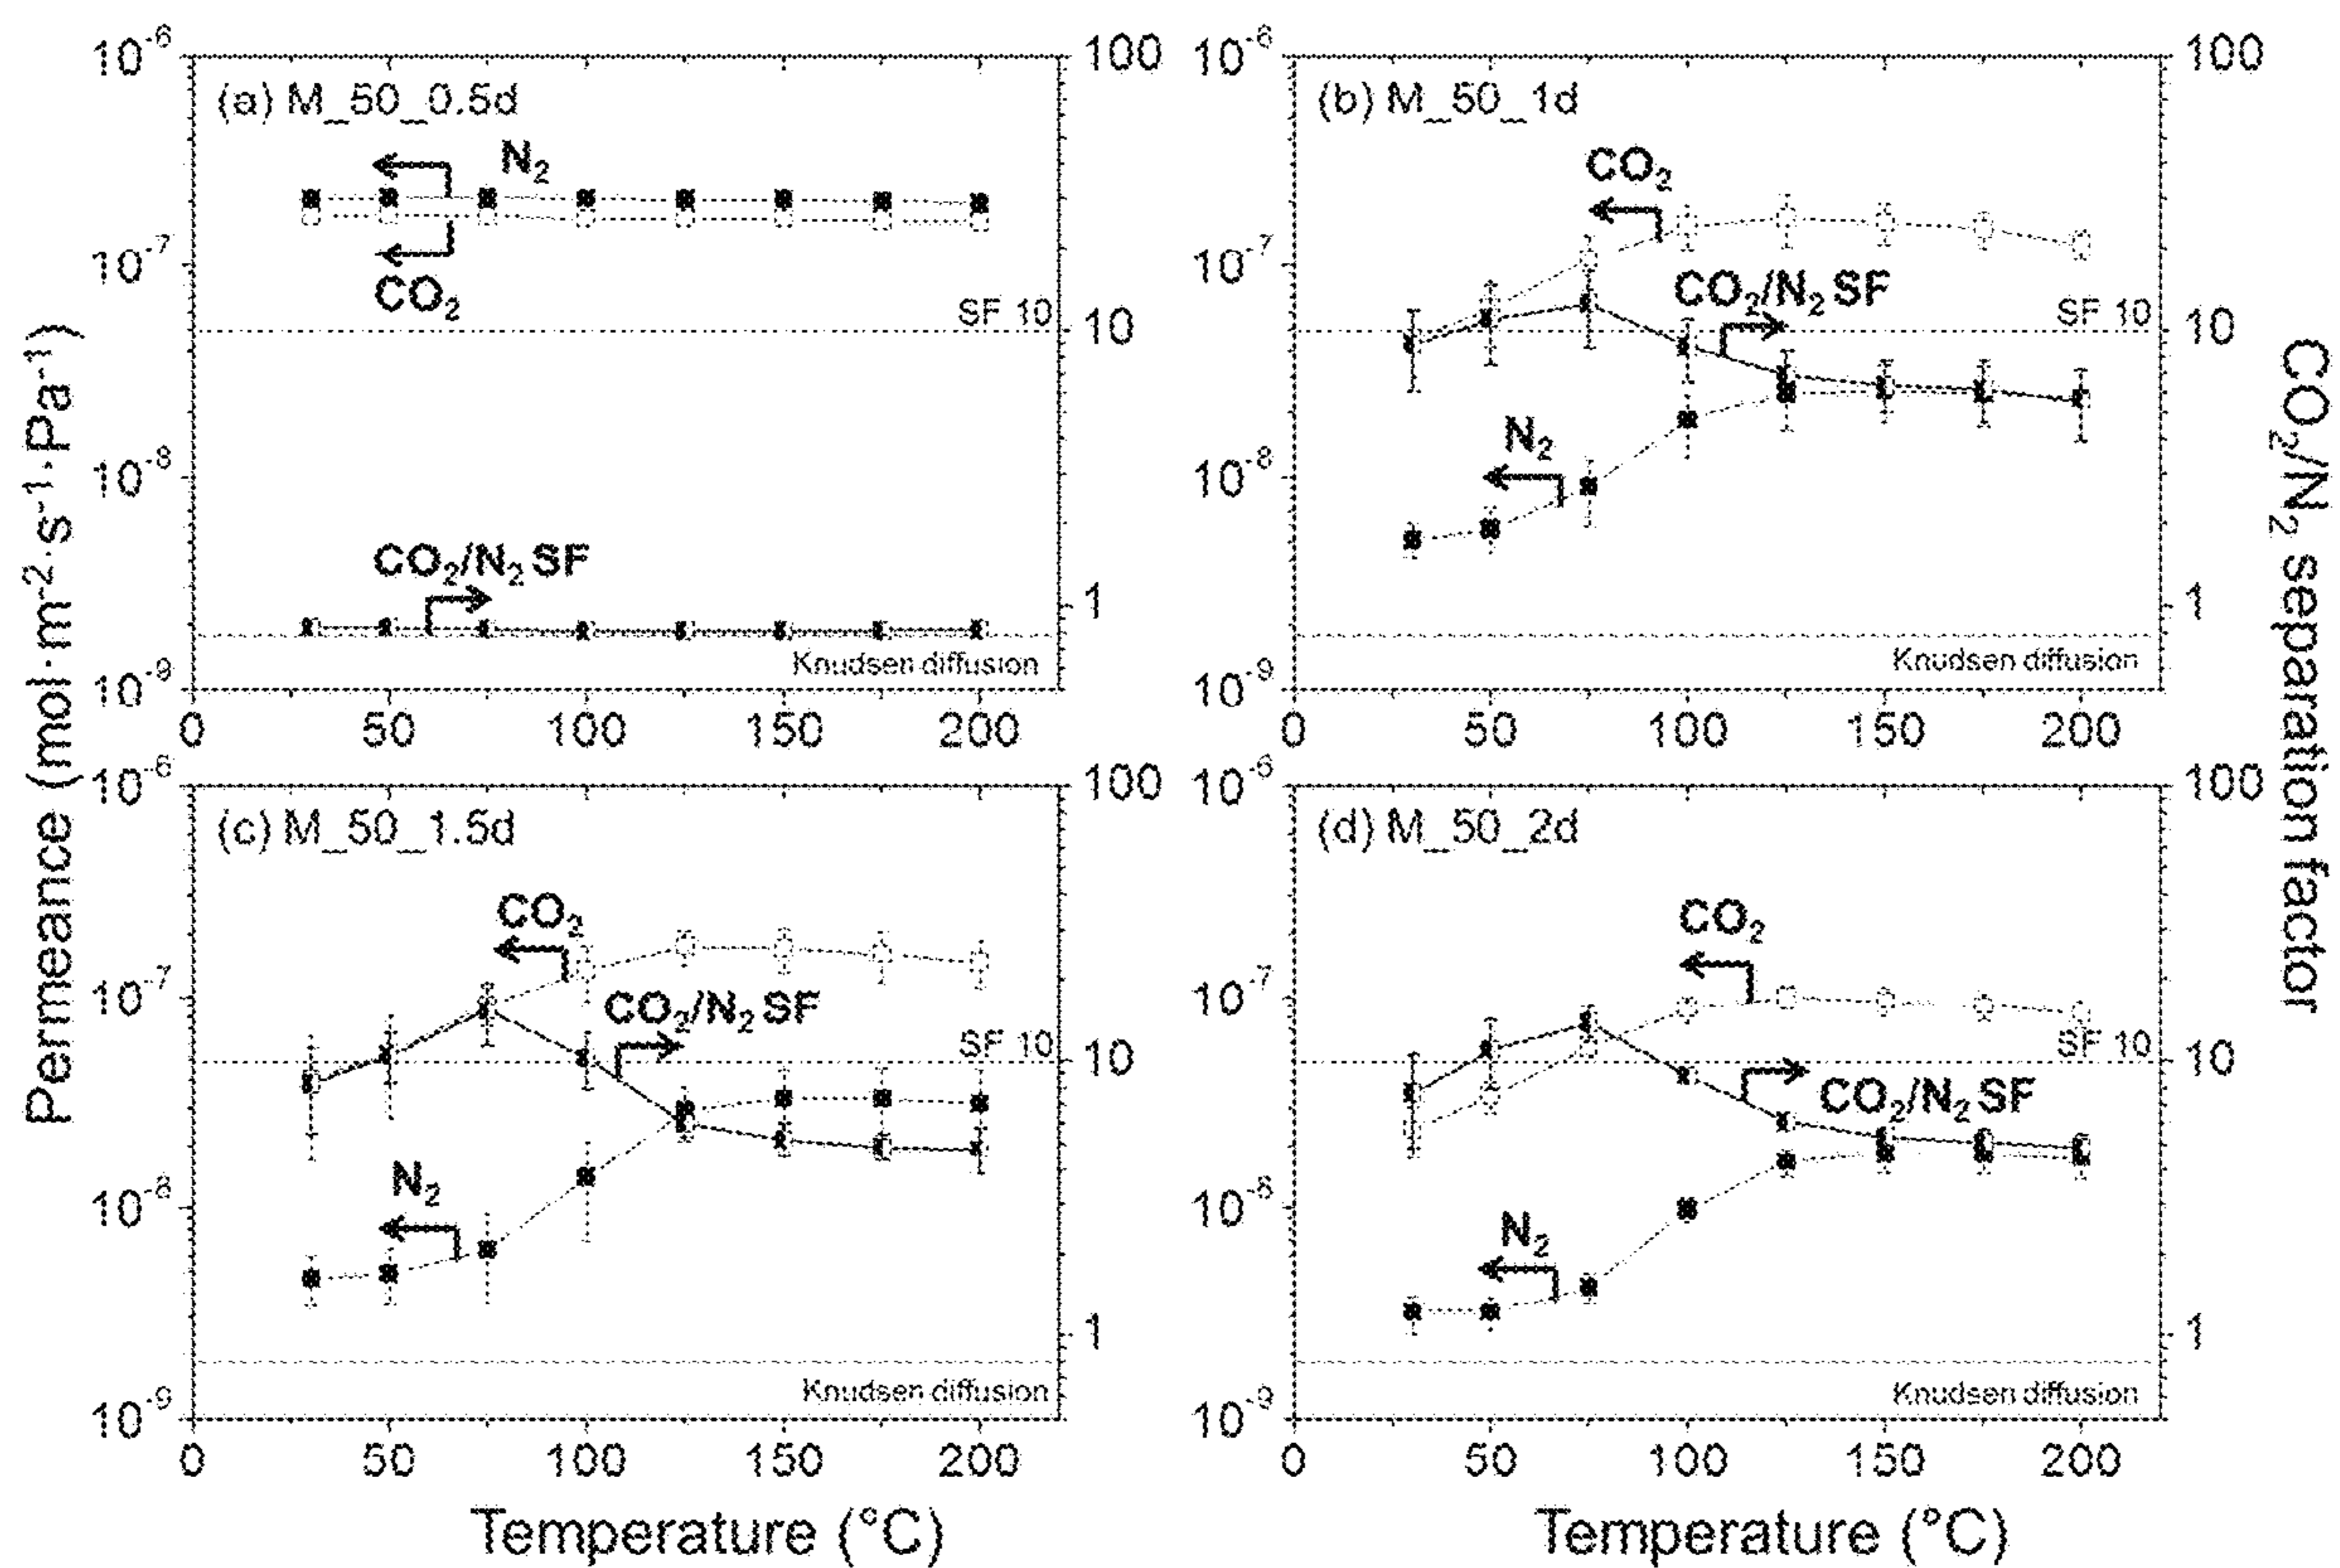 Permeance (mol·m⁻²·s⁻¹·Pa⁻¹)
CO₂/N₂ separation factor
(a) M_50_0.5d
10⁻⁶
10⁻⁷
10⁻⁸
10⁻⁹
100
10
1
N₂
CO₂
SF 10
CO₂/N₂ SF
Knudsen diffusion
0 50 100 150 200
(b) M_50_1d
10⁻⁶
10⁻⁷
10⁻⁸
10⁻⁹
100
10
1
CO₂
CO₂/N₂ SF
SF 10
N₂
Knudsen diffusion
0 50 100 150 200
(c) M_50_1.5d
10⁻⁶
10⁻⁷
10⁻⁸
10⁻⁹
100
10
1
CO₂
CO₂/N₂ SF
SF 10
N₂
Knudsen diffusion
0 50 100 150 200
Temperature (°C)
(d) M_50_2d
10⁻⁶
10⁻⁷
10⁻⁸
10⁻⁹
100
10
1
CO₂
SF 10
CO₂/N₂ SF
N₂
Knudsen diffusion
0 50 100 150 200
Temperature (°C)